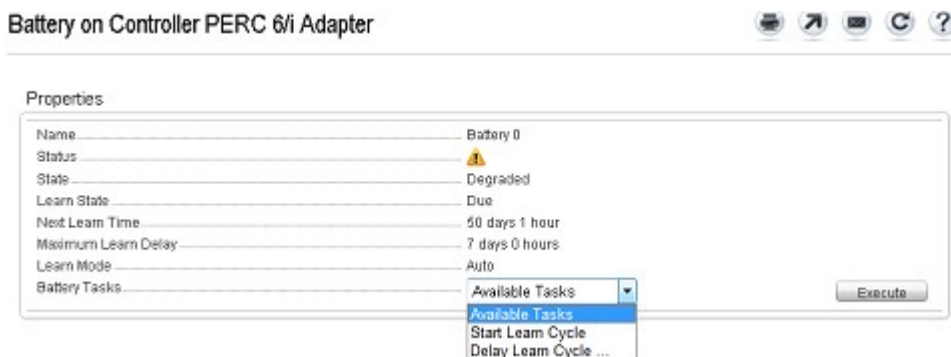 Battery on Controller PERC 6/i Adapter
?
Properties
Name Battery 0
Status
State Degraded
Learn State Due
Next Learn Time 50 days 1 hour
Maximum Learn Delay 7 days 0 hours
Learn Mode Auto
Battery Tasks Available Tasks Execute
Available Tasks
Start Learn Cycle
Delay Learn Cycle ...